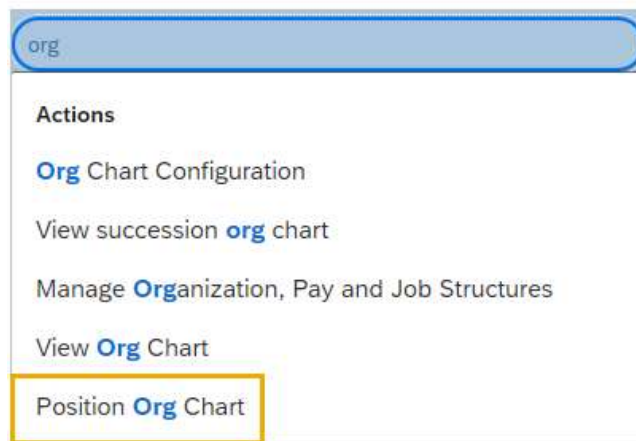 org
Actions
Org Chart Configuration
View succession org chart
Manage Organization, Pay and Job Structures
View Org Chart
Position Org Chart